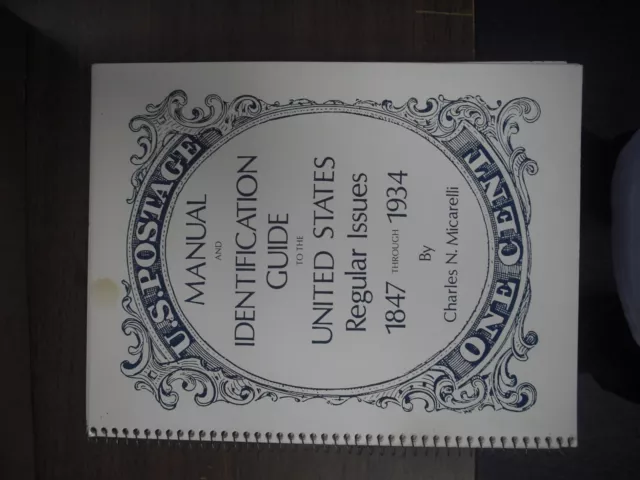 U.S. POSTAGE
MANUAL
AND
IDENTIFICATION
GUIDE
TO THE
UNITED STATES
Regular Issues
1847 THROUGH 1934
By
Charles N. Micarelli
ONE CENT